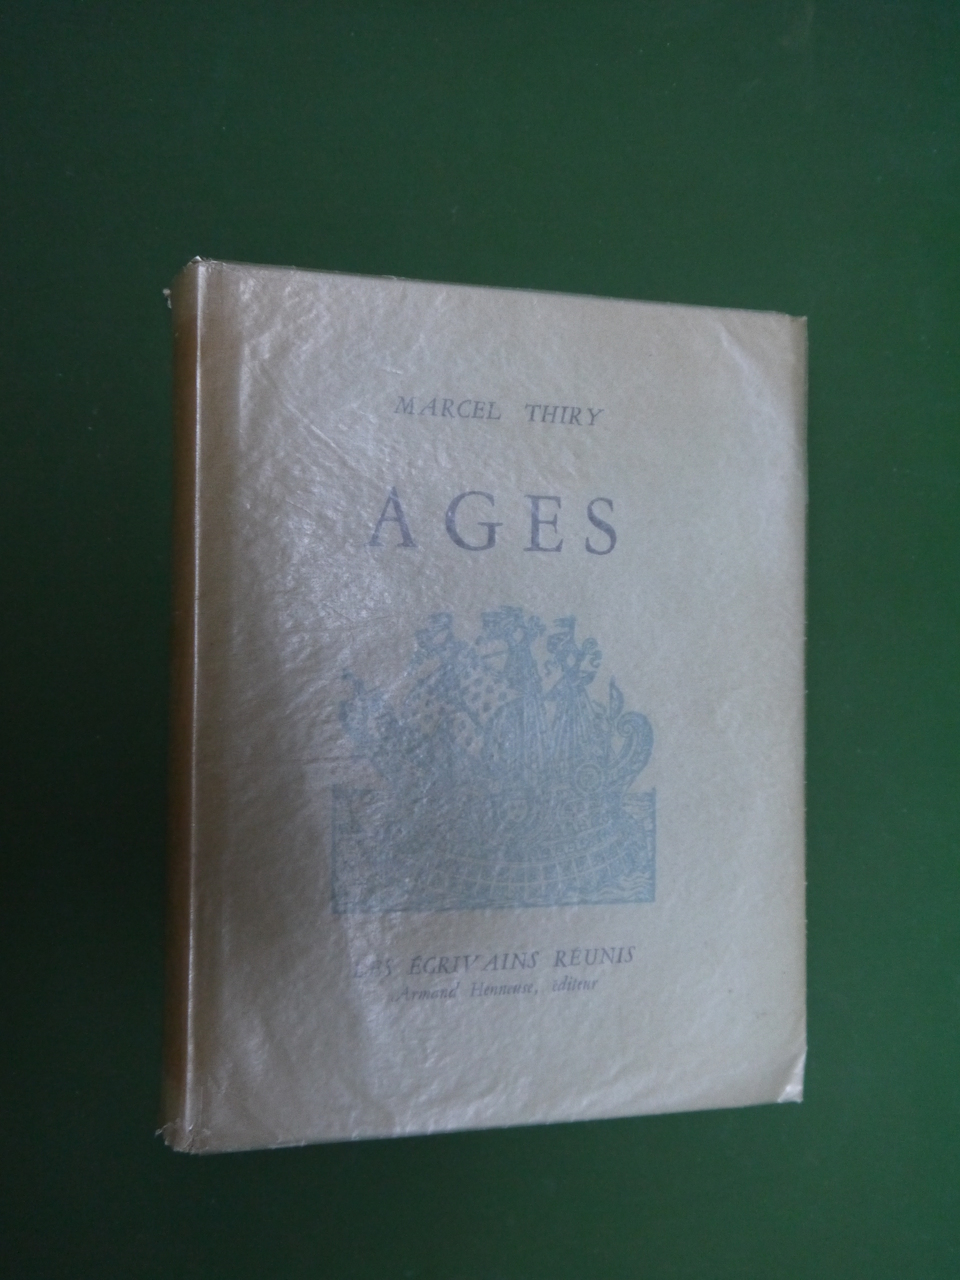 MARCEL THIRY
AGES
LES ÉCRIVAINS RÉUNIS
Armand Henneuse, éditeur